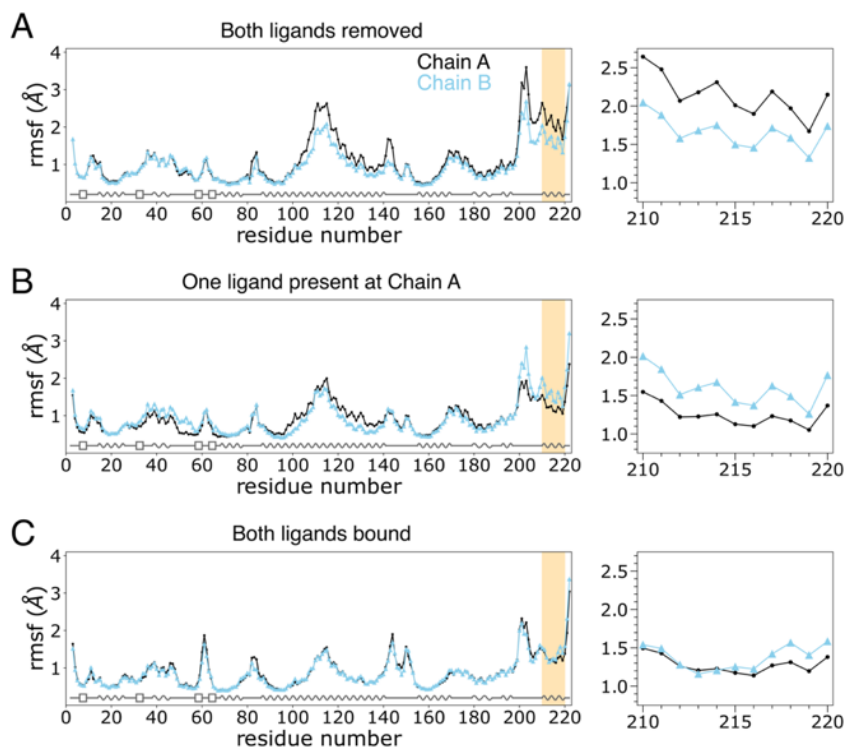 A
Both ligands removed
4
3
2
1
rmsf (Å)
Chain A
Chain B
0 20 40 60 80 100 120 140 160 180 200 220
residue number
2.5
2.0
1.5
1.0
210 215 220
B
One ligand present at Chain A
4
3
2
1
rmsf (Å)
0 20 40 60 80 100 120 140 160 180 200 220
residue number
2.5
2.0
1.5
1.0
210 215 220
C
Both ligands bound
4
3
2
1
rmsf (Å)
0 20 40 60 80 100 120 140 160 180 200 220
residue number
2.5
2.0
1.5
1.0
210 215 220